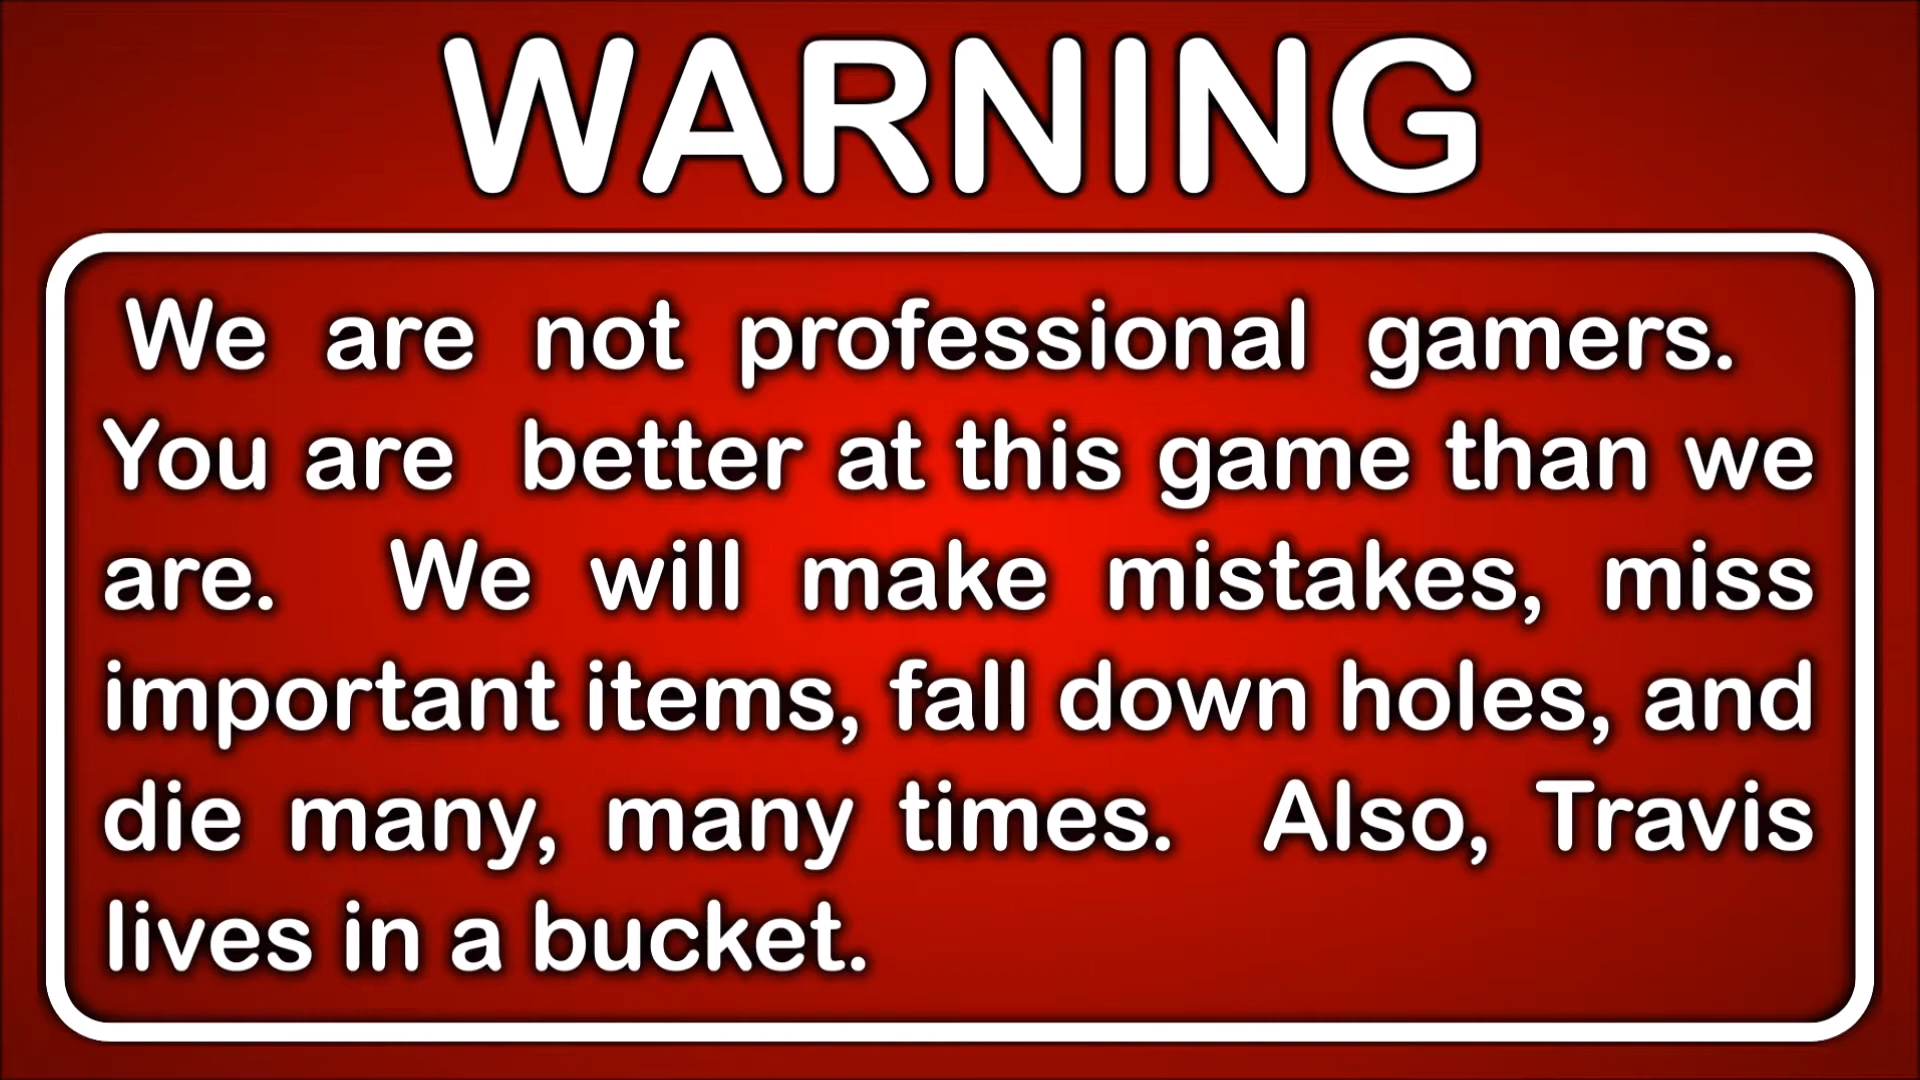 WARNING
We are not professional gamers.
You are better at this game than we
are. We will make mistakes, miss
important items, fall down holes, and
die many, many times. Also, Travis
lives in a bucket.